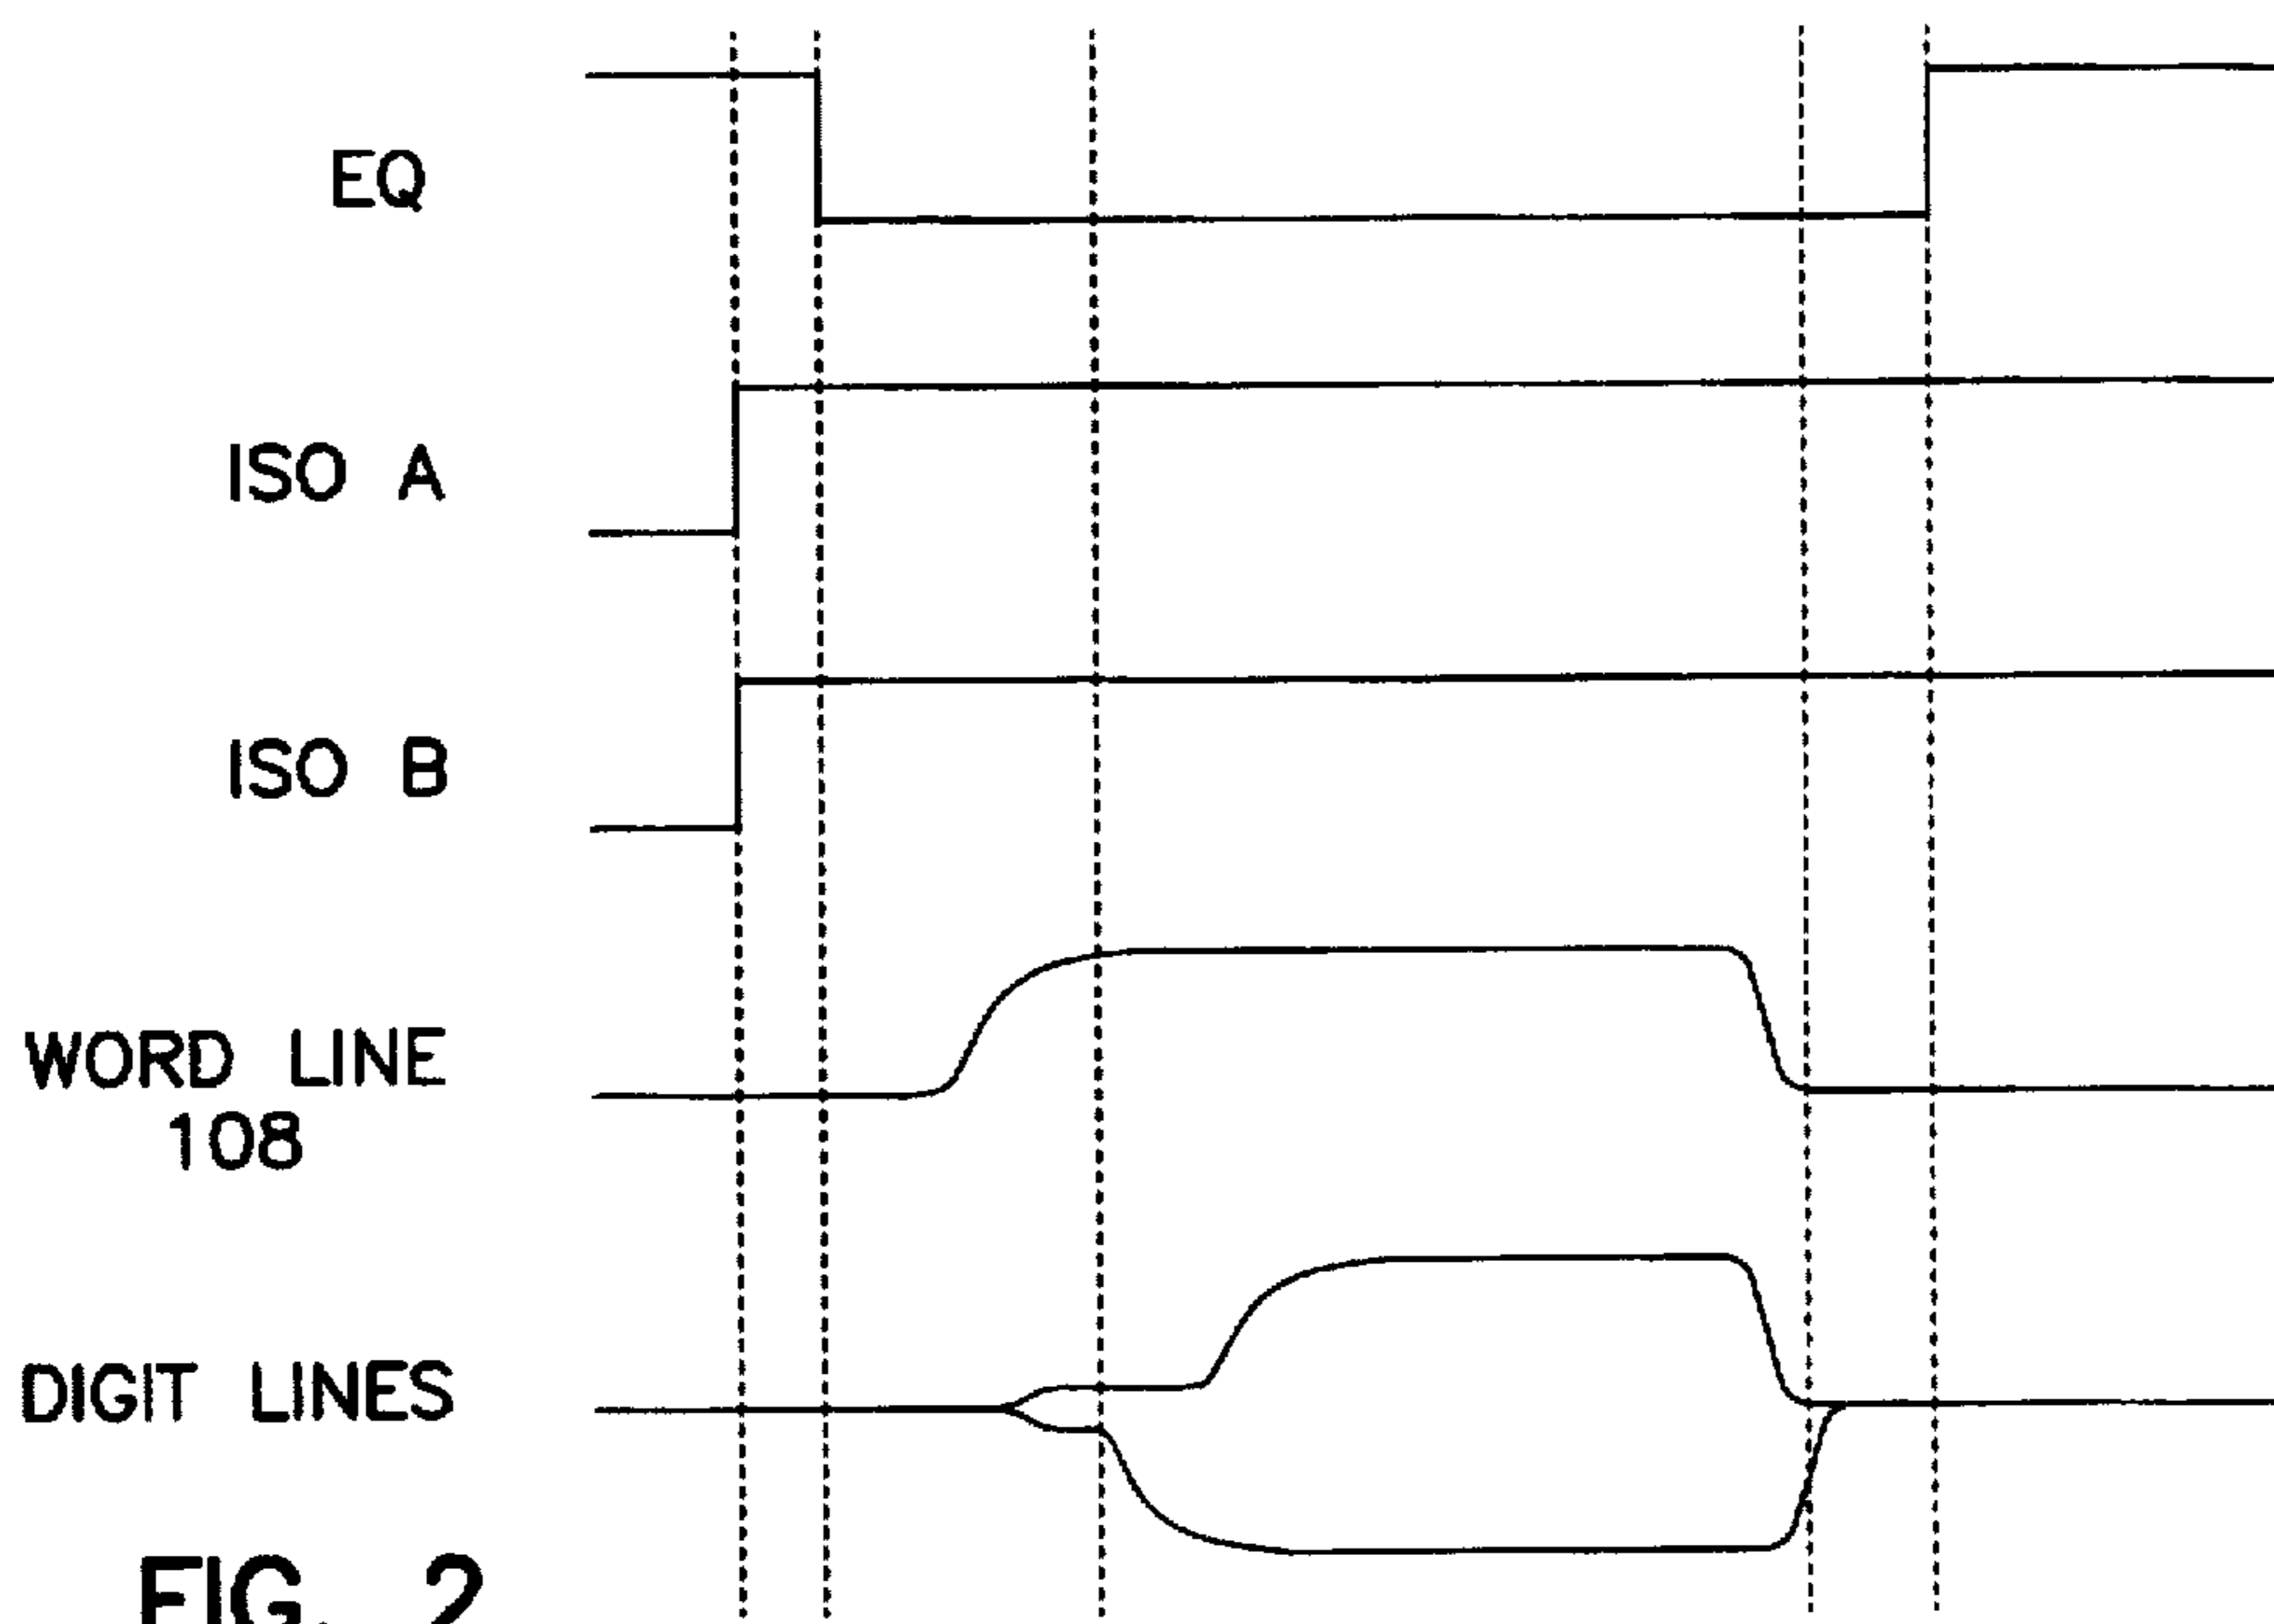 EQ
ISO A
ISO B
WORD LINE
108
DIGIT LINES
FIG. 2